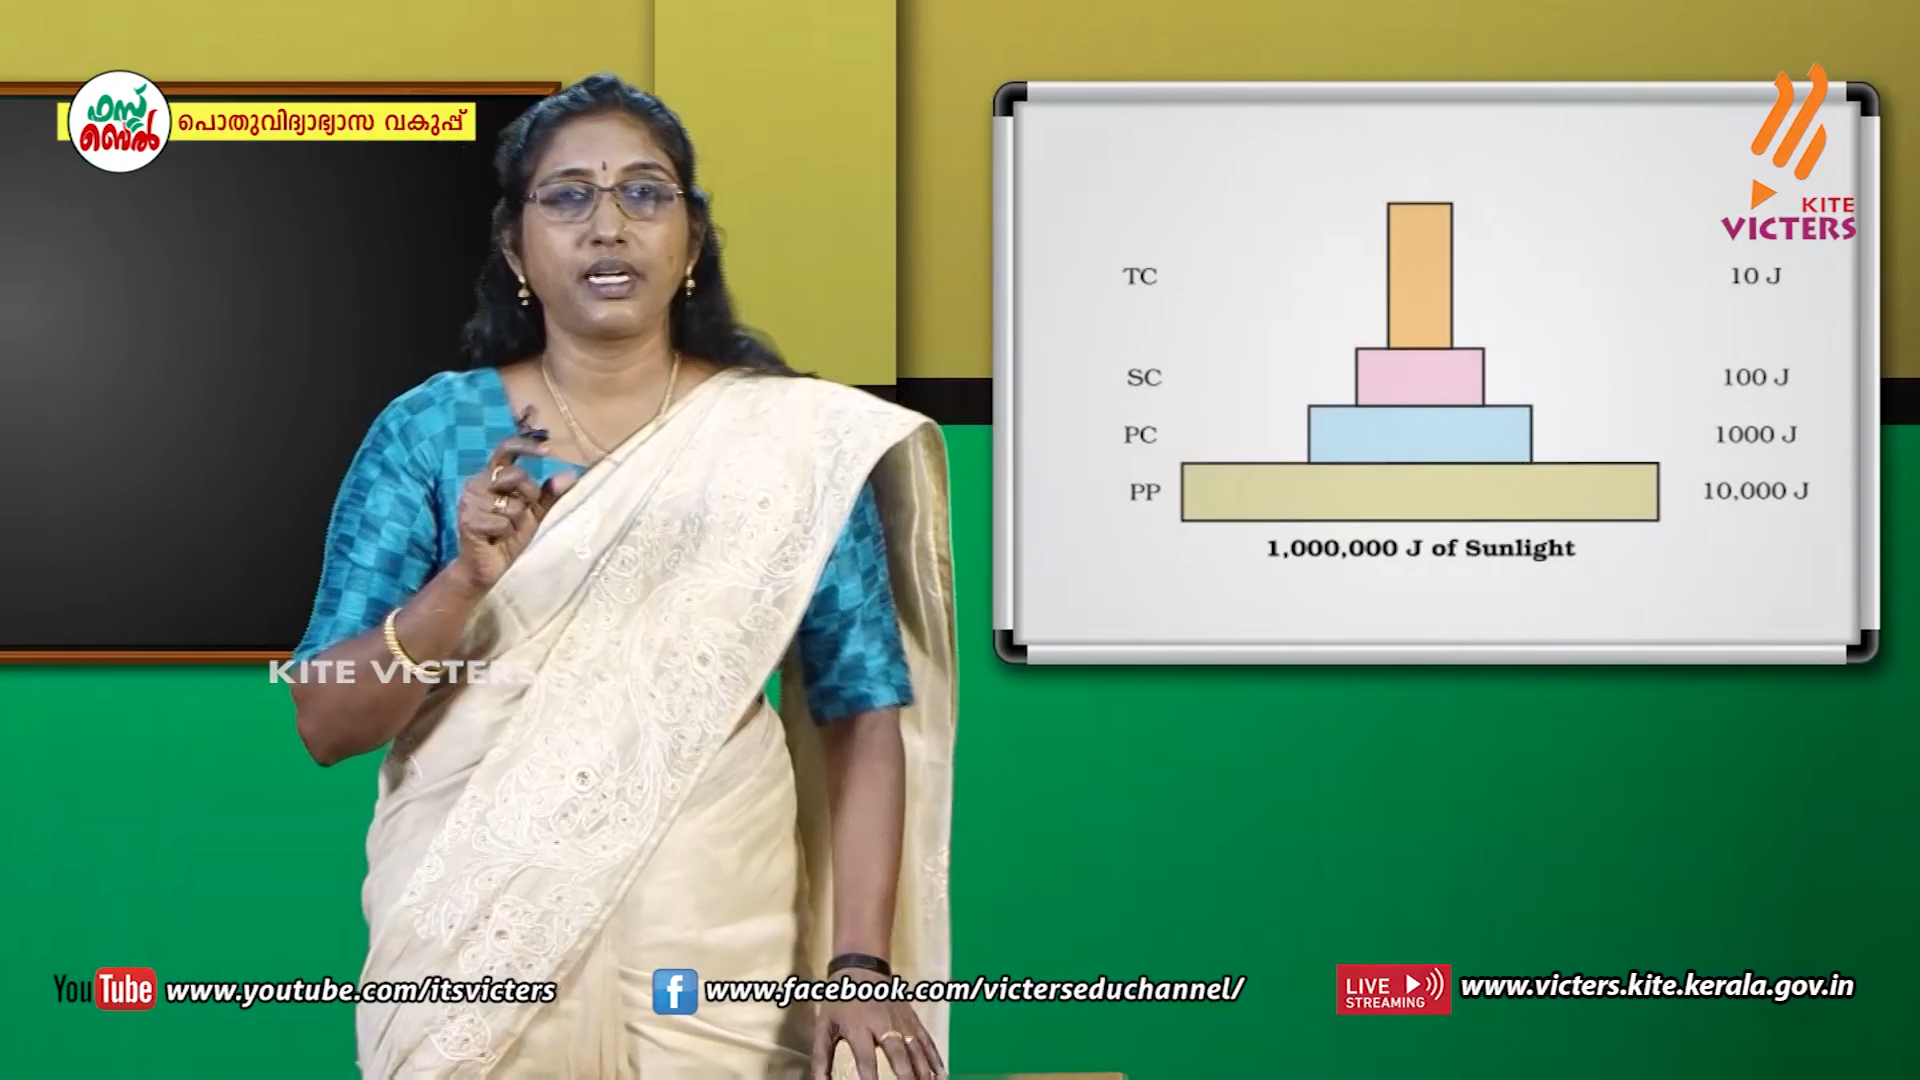 ഫസ്റ്റ്
ബെൽ
പൊതുവിദ്യാഭ്യാസ വകുപ്പ്
KITE
VICTERS
TC 10 J
SC 100 J
PC 1000 J
PP 10,000 J
1,000,000 J of Sunlight
KITE VICTERS
YouTube www.youtube.com/itsvicters
f www.facebook.com/victerseduchannel/
LIVE
STREAMING
www.victers.kite.kerala.gov.in